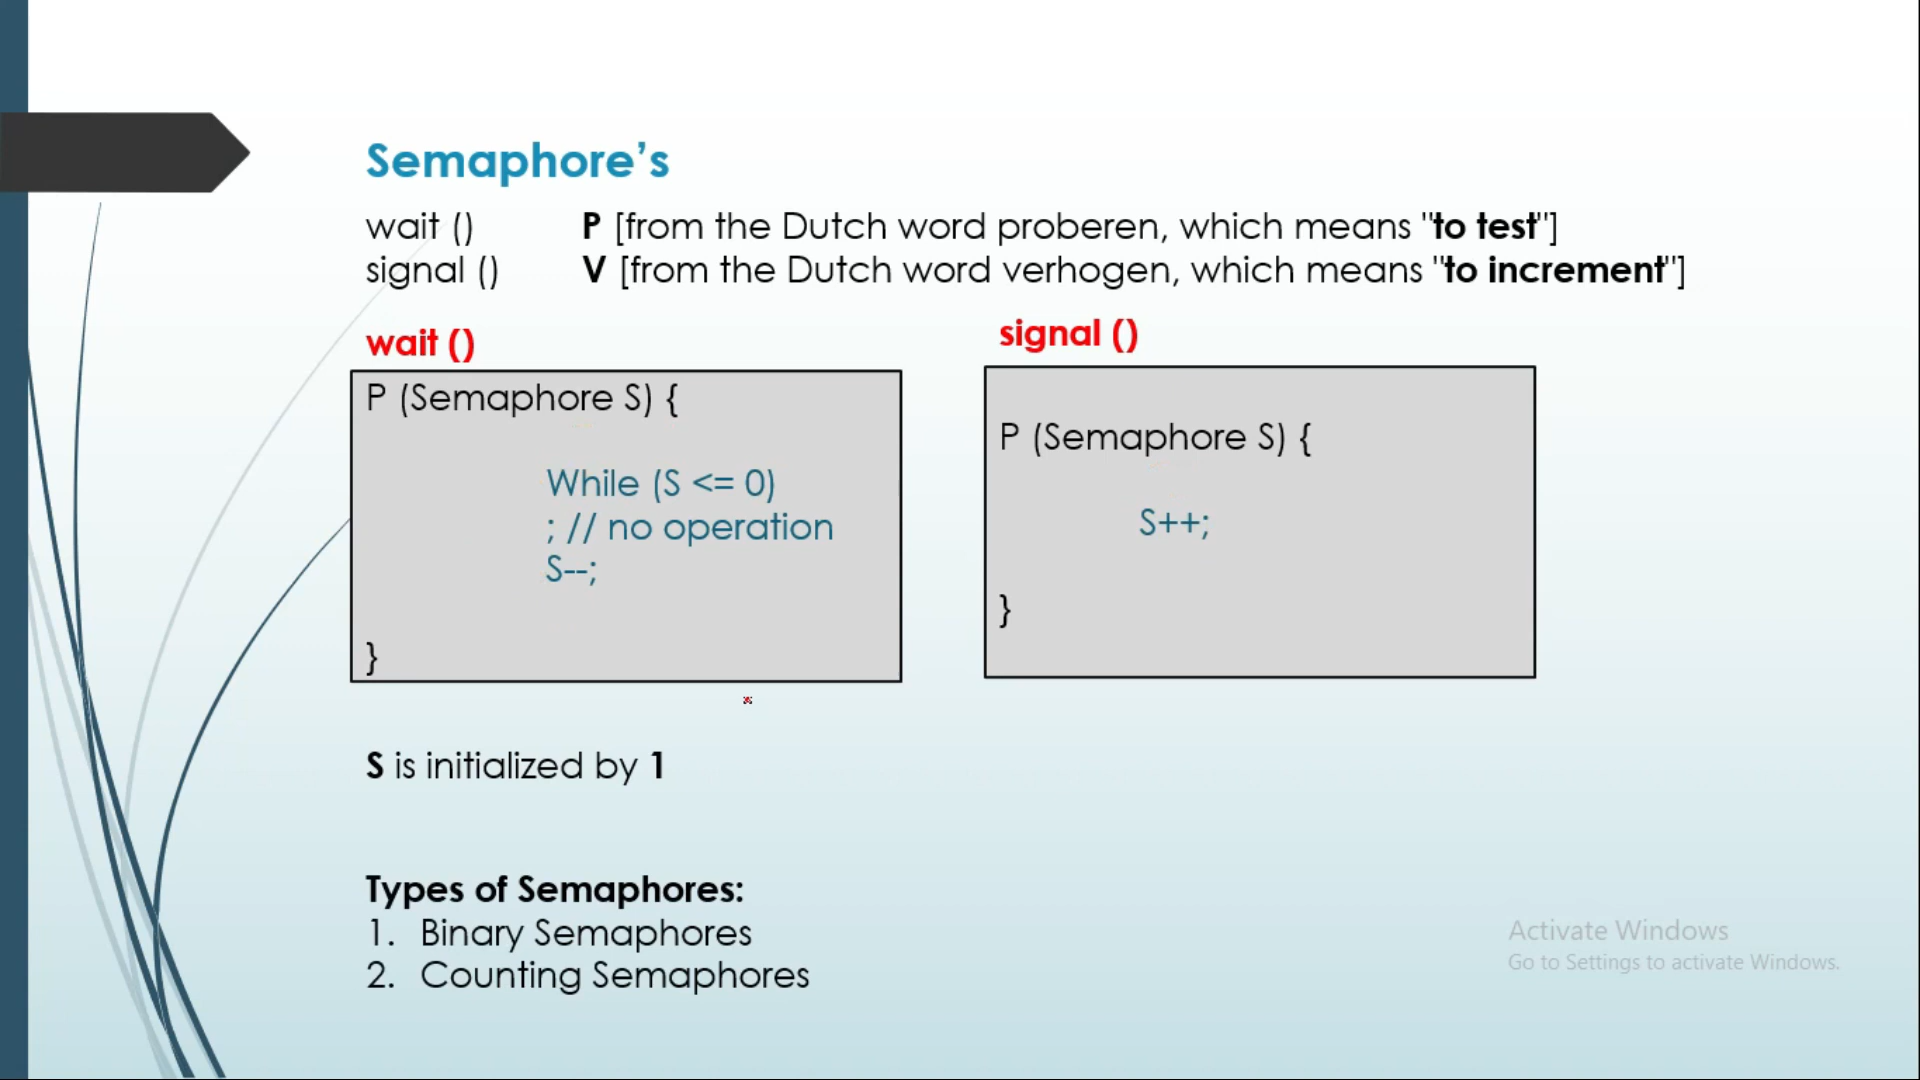 Semaphore’s
wait () P [from the Dutch word proberen, which means "to test"]
signal () V [from the Dutch word verhogen, which means "to increment"]
wait ()
P (Semaphore S) {
While (S <= 0)
; // no operation
S--;
}
signal ()
P (Semaphore S) {
S++;
}
S is initialized by 1
Types of Semaphores:
1. Binary Semaphores
2. Counting Semaphores
Activate Windows
Go to Settings to activate Windows.